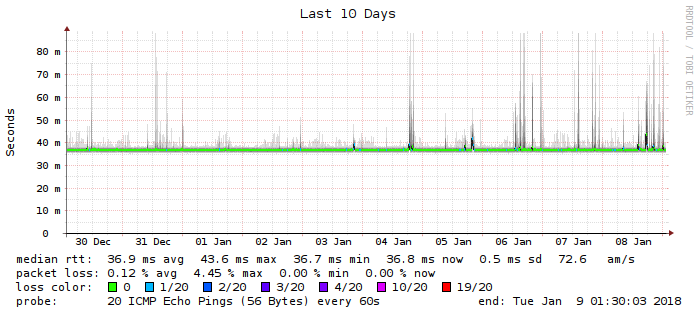 Last 10 Days
RRDTOOL / TOBI OETIKER
Seconds
80 m
70 m
60 m
50 m
40 m
30 m
20 m
10 m
0
30 Dec 31 Dec 01 Jan 02 Jan 03 Jan 04 Jan 05 Jan 06 Jan 07 Jan 08 Jan
median rtt: 36.9 ms avg 43.6 ms max 36.7 ms min 36.8 ms now 0.5 ms sd 72.6 am/s
packet loss: 0.12 % avg 4.45 % max 0.00 % min 0.00 % now
loss color: 0 1/20 2/20 3/20 4/20 10/20 19/20
probe: 20 ICMP Echo Pings (56 Bytes) every 60s end: Tue Jan 9 01:30:03 2018